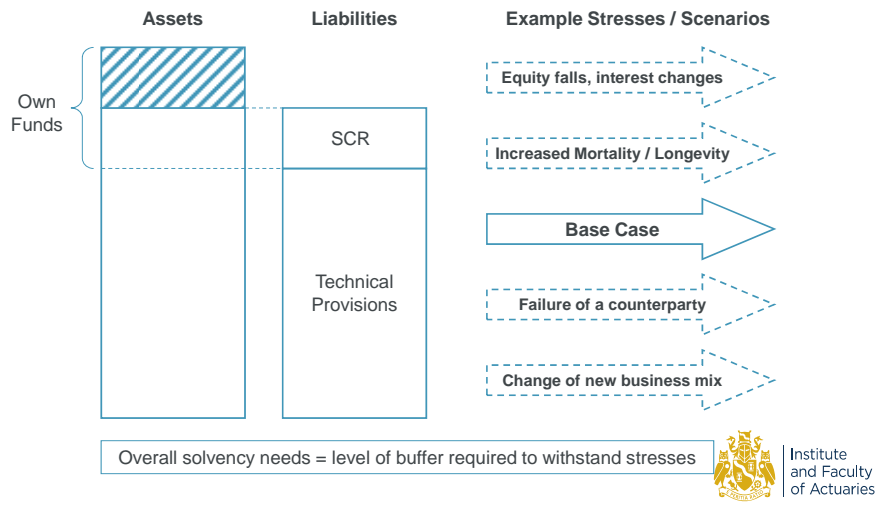 Assets
Liabilities
Example Stresses / Scenarios
Own
Funds
SCR
Technical
Provisions
Equity falls, interest changes
Increased Mortality / Longevity
Base Case
Failure of a counterparty
Change of new business mix
Overall solvency needs = level of buffer required to withstand stresses
Institute
and Faculty
of Actuaries